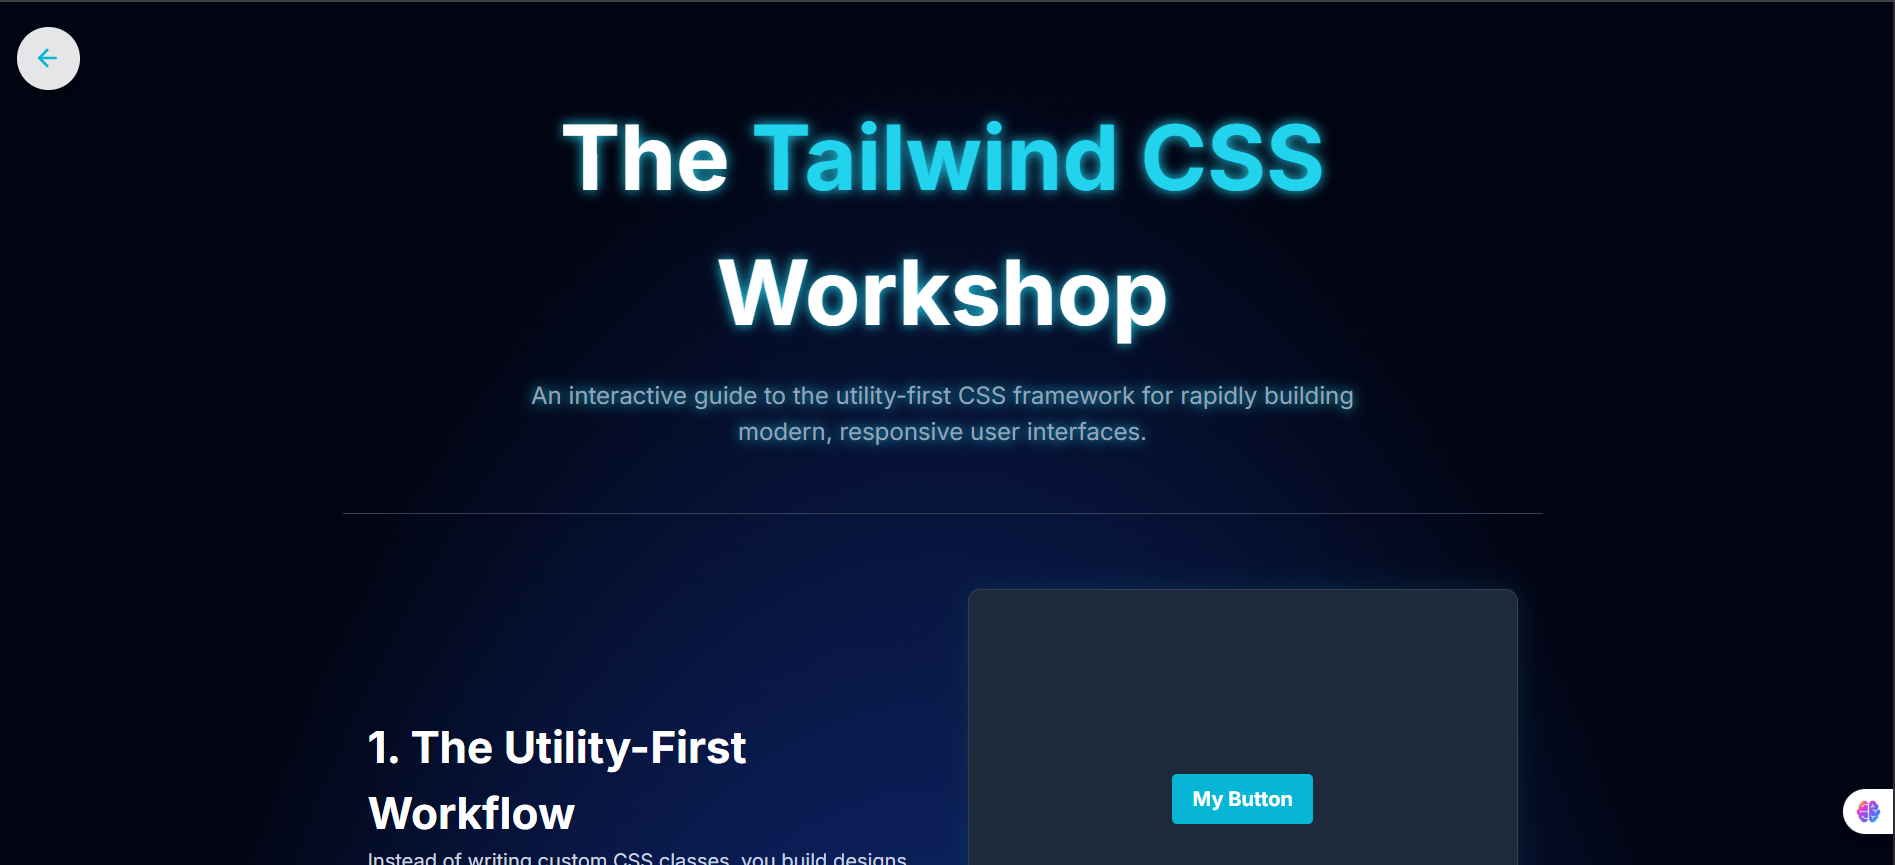 The Tailwind CSS
Workshop
An interactive guide to the utility-first CSS framework for rapidly building
modern, responsive user interfaces.
1. The Utility-First
Workflow
My Button
Instead of writing custom CSS classes, you build designs